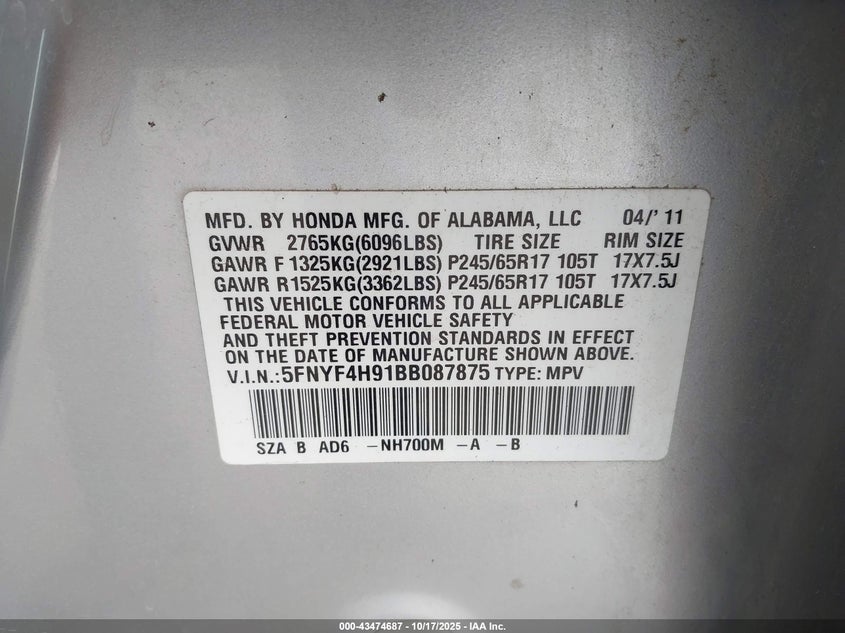 MFD. BY HONDA MFG. OF ALABAMA, LLC 04/'11
GVWR 2765KG(6096LBS) TIRE SIZE RIM SIZE
GAWR F 1325KG(2921LBS) P245/65R17 105T 17X7.5J
GAWR R1525KG(3362LBS) P245/65R17 105T 17X7.5J
THIS VEHICLE CONFORMS TO ALL APPLICABLE
FEDERAL MOTOR VEHICLE SAFETY
AND THEFT PREVENTION STANDARDS IN EFFECT
ON THE DATE OF MANUFACTURE SHOWN ABOVE.
V.I.N.:5FNYF4H91BB087875 TYPE: MPV
SZA B AD6 -NH700M -A -B
000-43474687 - 10/17/2025 - IAA Inc.